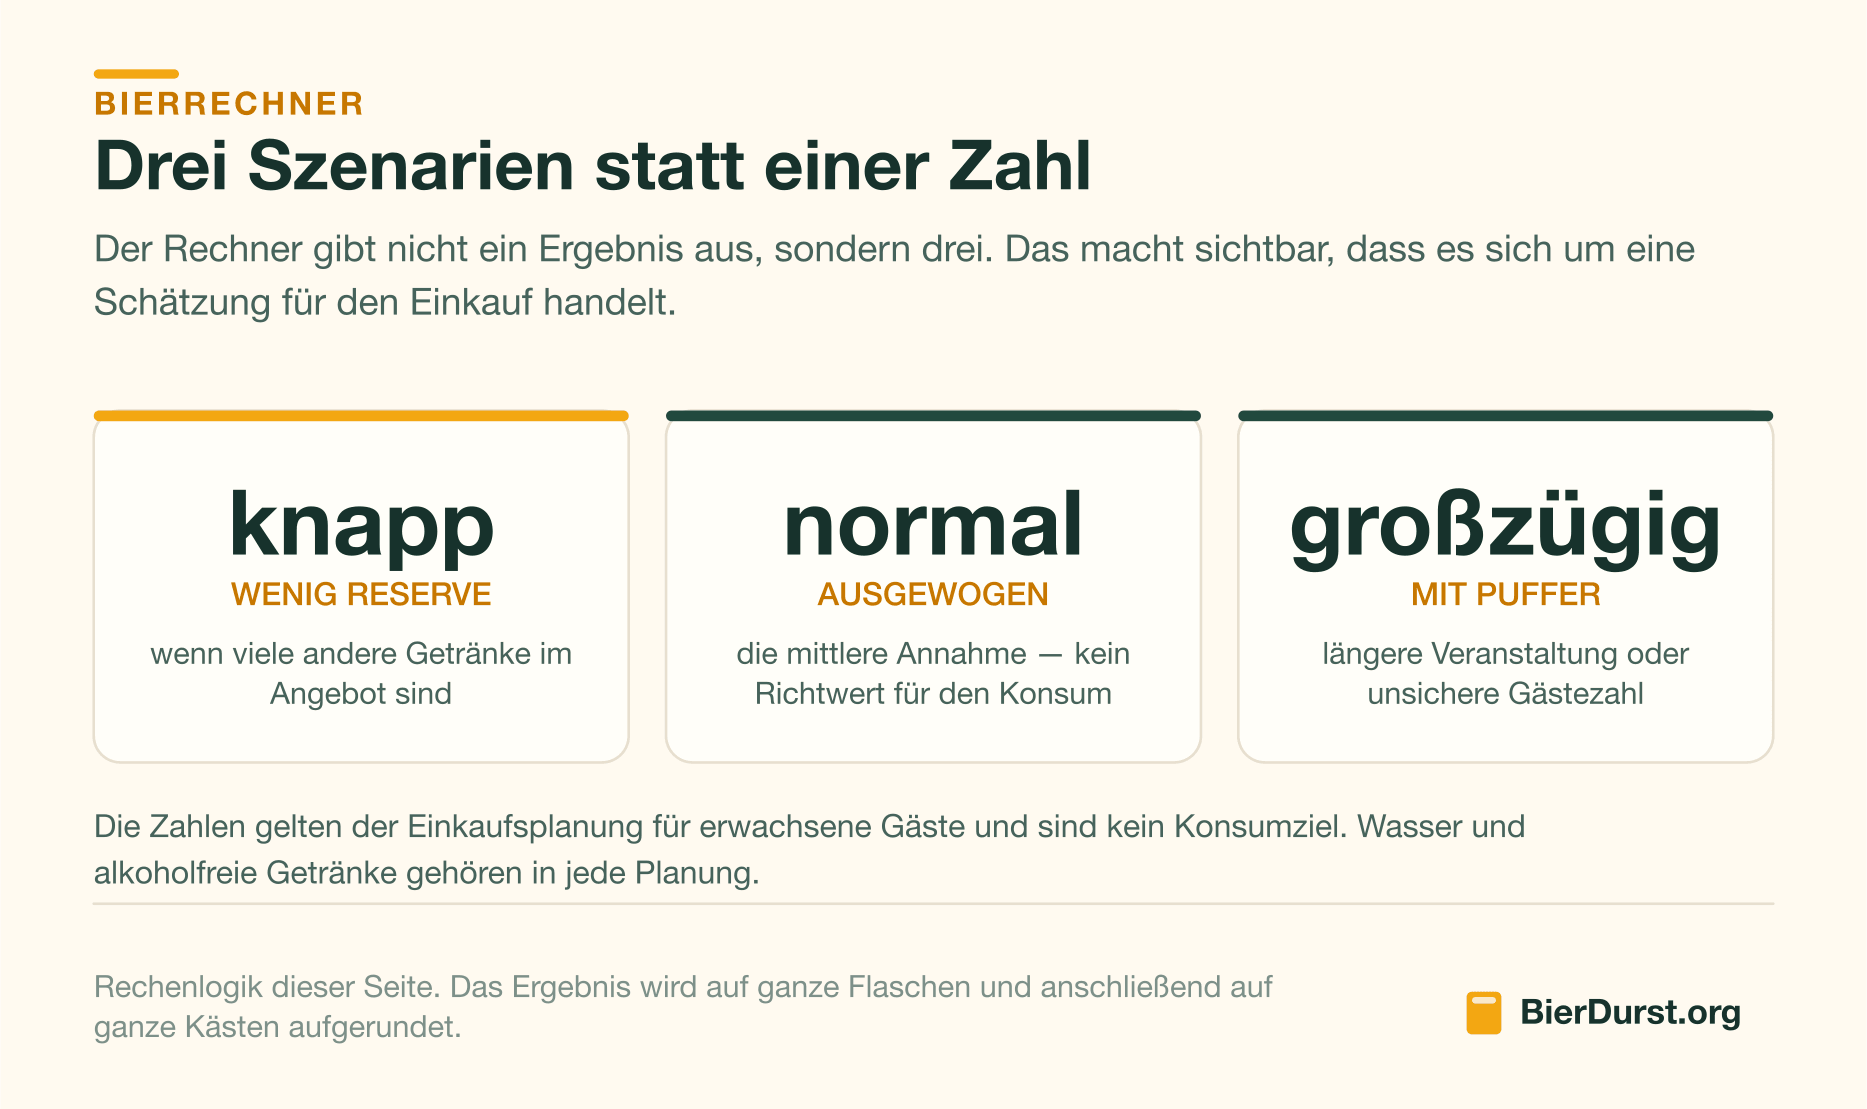 BIERRECHNER
Drei Szenarien statt einer Zahl
Der Rechner gibt nicht ein Ergebnis aus, sondern drei. Das macht sichtbar, dass es sich um eine
Schätzung für den Einkauf handelt.
knapp
WENIG RESERVE
wenn viele andere Getränke im
Angebot sind
normal
AUSGEWOGEN
die mittlere Annahme — kein
Richtwert für den Konsum
großzügig
MIT PUFFER
längere Veranstaltung oder
unsichere Gästezahl
Die Zahlen gelten der Einkaufsplanung für erwachsene Gäste und sind kein Konsumziel. Wasser und
alkoholfreie Getränke gehören in jede Planung.
Rechenlogik dieser Seite. Das Ergebnis wird auf ganze Flaschen und anschließend auf
ganze Kästen aufgerundet.
BierDurst.org